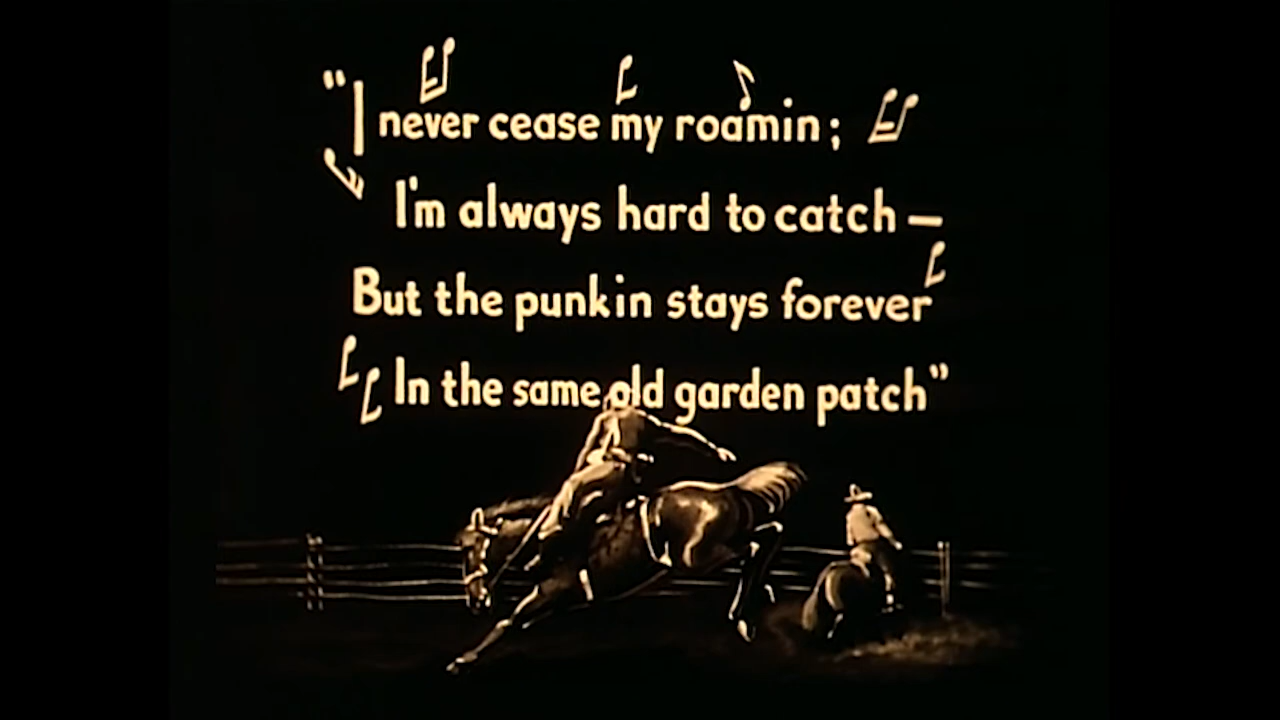 "I never cease my roamin;
I'm always hard to catch —
But the punkin stays forever
In the same old garden patch"